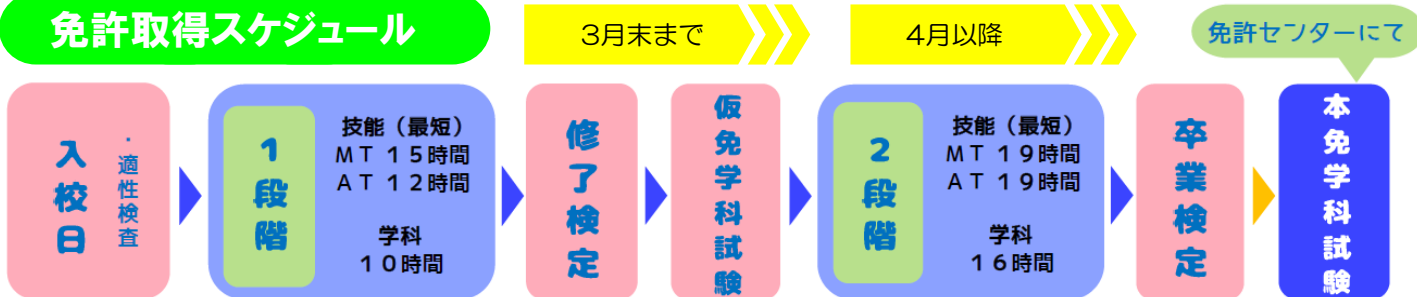 免許取得スケジュール
3月末まで
4月以降
免許センターにて
入校日
・適性検査
1段階
技能（最短）
MT 15時間
AT 12時間
学科
10時間
修了検定
仮免学科試験
2段階
技能（最短）
MT 19時間
AT 19時間
学科
16時間
卒業検定
本免学科試験